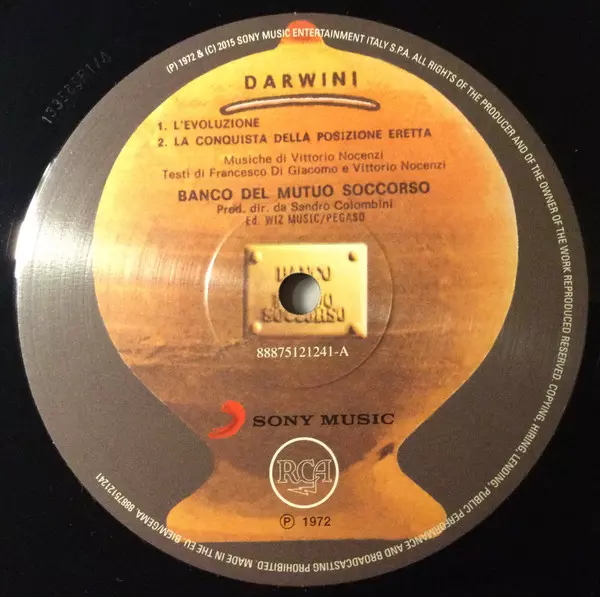 (P) 1972 & (C) 2015 SONY MUSIC ENTERTAINMENT ITALY S.P.A. ALL RIGHTS OF THE PRODUCER AND OF THE OWNER OF THE WORK REPRODUCED RESERVED. COPYING, HIRING, LENDING, PUBLIC PERFORMANCE AND BROADCASTING PROHIBITED. MADE IN THE EU. BIEM/GEMA 88875121241
DARWIN!
1. L'EVOLUZIONE
2. LA CONQUISTA DELLA POSIZIONE ERETTA
Musiche di Vittorio Nocenzi
Testi di Francesco Di Giacomo e Vittorio Nocenzi
BANCO DEL MUTUO SOCCORSO
Prod. dir. da Sandro Colombini
Ed. WIZ MUSIC/PEGASO
BANCO
SOCCORSO
88875121241-A
SONY MUSIC
RCA
Ⓟ 1972